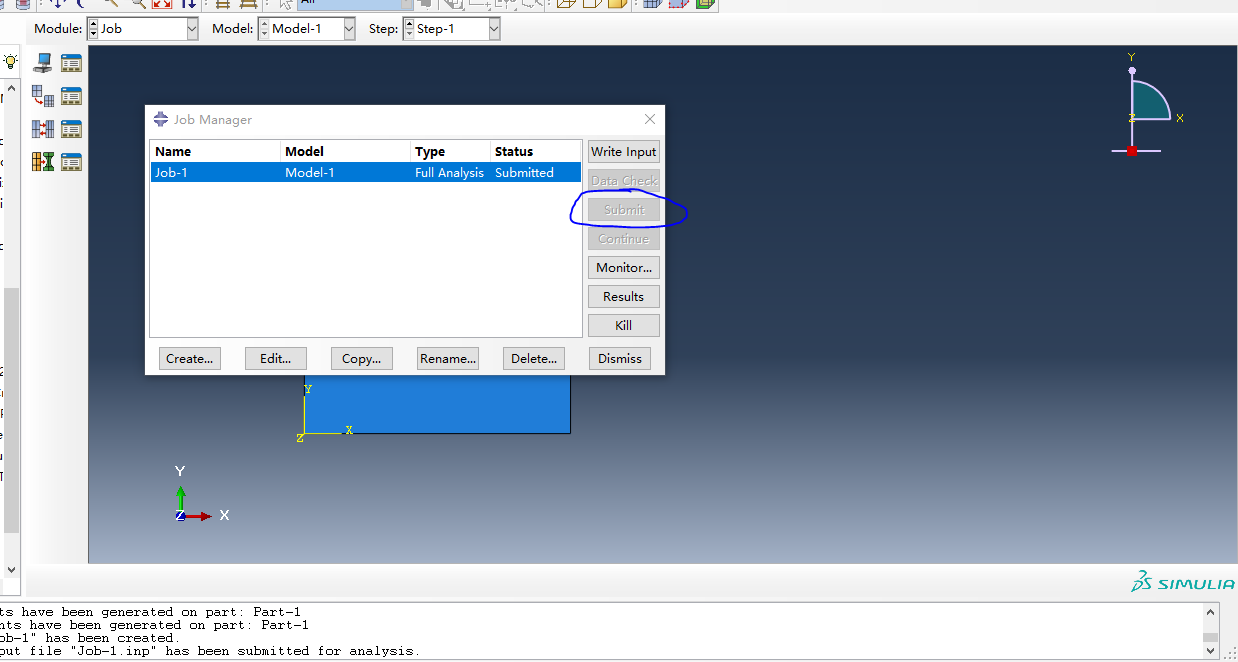 All
Module: Job Model: Model-1 Step: Step-1
Y
Z X
Job Manager
Name Model Type Status
Job-1 Model-1 Full Analysis Submitted
Write Input
Data Check
Submit
Continue
Monitor...
Results
Kill
Create... Edit... Copy... Rename... Delete... Dismiss
Y
X
Z
Y
Z X
SIMULIA
ts have been generated on part: Part-1
nts have been generated on part: Part-1
ob-1" has been created.
put file "Job-1.inp" has been submitted for analysis.